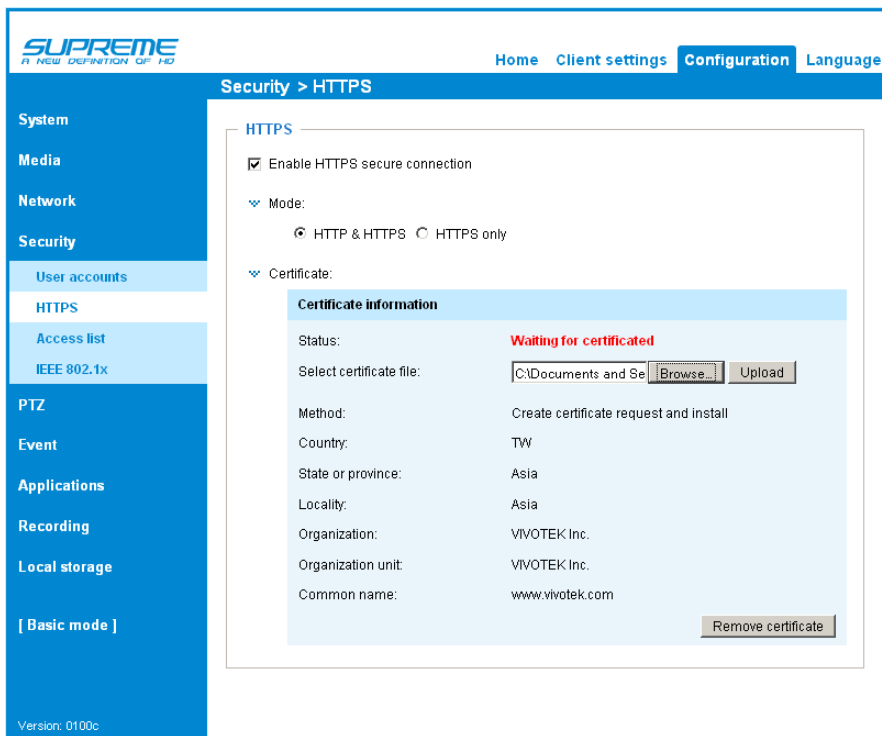 SUPREME
A NEW DEFINITION OF HD
Home Client settings Configuration Language
Security > HTTPS
System
Media
Network
Security
User accounts
HTTPS
Access list
IEEE 802.1x
PTZ
Event
Applications
Recording
Local storage
[ Basic mode ]
Version: 0100c
HTTPS
Enable HTTPS secure connection
Mode:
HTTP & HTTPS HTTPS only
Certificate:
Certificate information
Status: Waiting for certificated
Select certificate file: C:\Documents and Se Browse... Upload
Method: Create certificate request and install
Country: TW
State or province: Asia
Locality: Asia
Organization: VIVOTEK Inc.
Organization unit: VIVOTEK Inc.
Common name: www.vivotek.com
Remove certificate